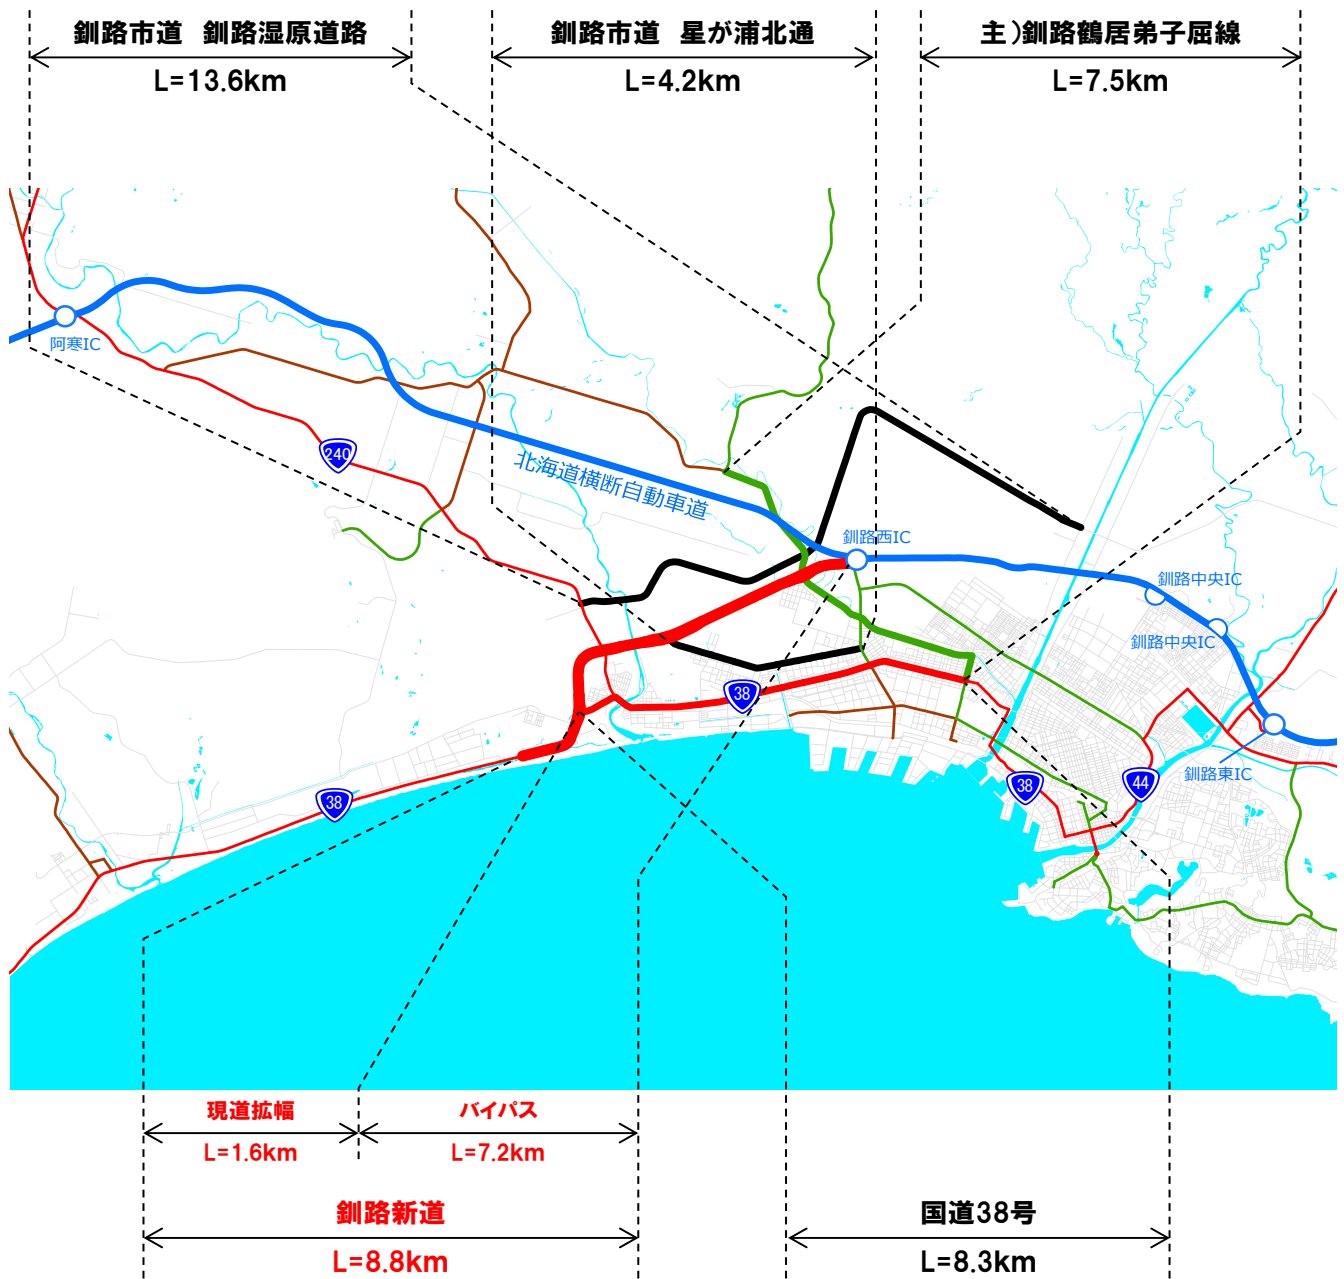 釧路市道 釧路湿原道路
L=13.6km
釧路市道 星が浦北通
L=4.2km
主)釧路鶴居弟子屈線
L=7.5km
阿寒IC
240
北海道横断自動車道
釧路西IC
釧路中央IC
釧路中央IC
38
釧路東IC
38
38
44
現道拡幅
L=1.6km
バイパス
L=7.2km
釧路新道
L=8.8km
国道38号
L=8.3km